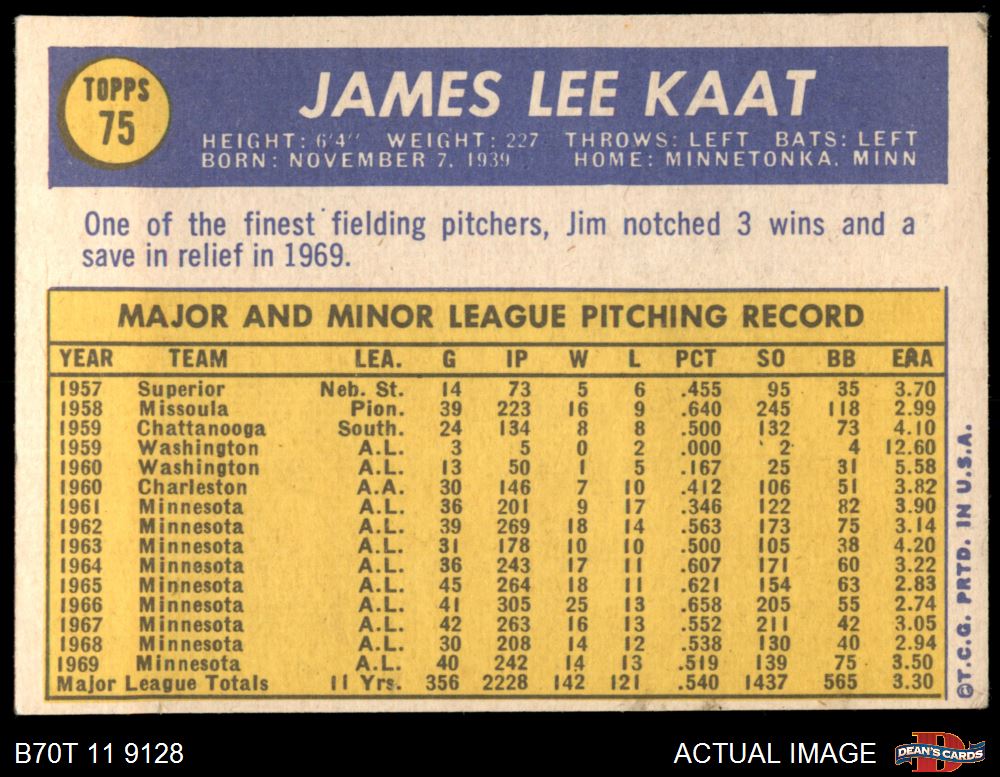 TOPPS
75
JAMES LEE KAAT
HEIGHT: 6'4" WEIGHT: 227 THROWS: LEFT BATS: LEFT
BORN: NOVEMBER 7, 1939 HOME: MINNETONKA, MINN
One of the finest fielding pitchers, Jim notched 3 wins and a
save in relief in 1969.
MAJOR AND MINOR LEAGUE PITCHING RECORD
YEAR TEAM LEA. G IP W L PCT SO BB ERA
1957 Superior Neb. St. 14 73 5 6 .455 95 35 3.70
1958 Missoula Pion. 39 223 16 9 .640 245 118 2.99
1959 Chattanooga South. 24 134 8 8 .500 132 73 4.10
1959 Washington A.L. 3 5 0 2 .000 2 4 12.60
1960 Washington A.L. 13 50 1 5 .167 25 31 5.58
1960 Charleston A.A. 30 146 7 10 .412 106 51 3.82
1961 Minnesota A.L. 36 201 9 17 .346 122 82 3.90
1962 Minnesota A.L. 39 269 18 14 .563 173 75 3.14
1963 Minnesota A.L. 31 178 10 10 .500 105 38 4.20
1964 Minnesota A.L. 36 243 17 11 .607 171 60 3.22
1965 Minnesota A.L. 45 264 18 11 .621 154 63 2.83
1966 Minnesota A.L. 41 305 25 13 .658 205 55 2.74
1967 Minnesota A.L. 42 263 16 13 .552 211 42 3.05
1968 Minnesota A.L. 30 208 14 12 .538 130 40 2.94
1969 Minnesota A.L. 40 242 14 13 .519 139 75 3.50
Major League Totals 11 Yrs. 356 2228 142 121 .540 1437 565 3.30
©T.C.G. PRTD. IN U.S.A.
B70T 11 9128
ACTUAL IMAGE
DEAN'S CARDS